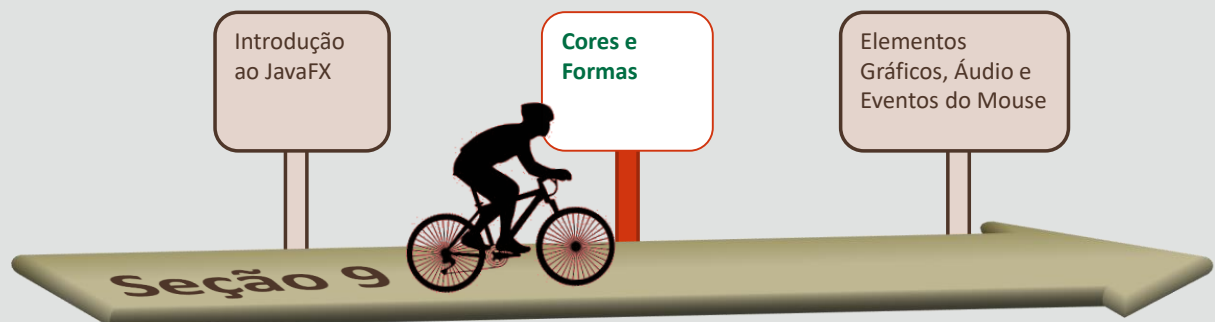 Introdução
ao JavaFX
Cores e
Formas
Elementos
Gráficos, Áudio e
Eventos do Mouse
Seção 9